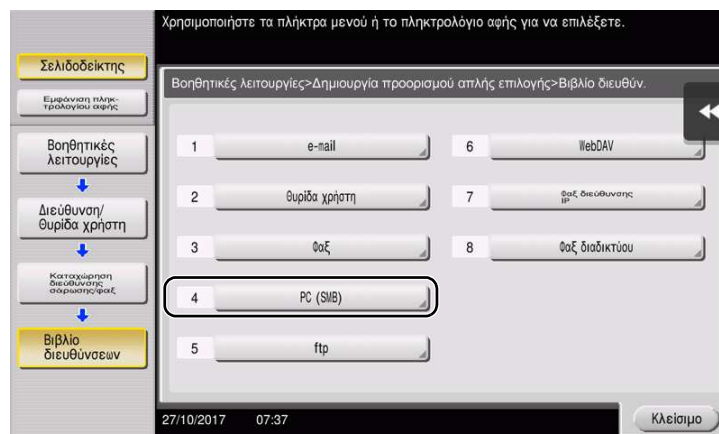 Χρησιμοποιήστε τα πλήκτρα μενού ή το πληκτρολόγιο αφής για να επιλέξετε.
Σελιδοδείκτης
Εμφάνιση πληκ-
τρολογίου αφής
Βοηθητικές
λειτουργίες
Διεύθυνση/
Θυρίδα χρήστη
Καταχώρηση
διεύθυνσης
σάρωσης/φαξ
Βιβλίο
διευθύνσεων
Βοηθητικές λειτουργίες>Δημιουργία προορισμού απλής επιλογής>Βιβλίο διευθύν.
1 e-mail
2 Θυρίδα χρήστη
3 Φαξ
4 PC (SMB)
5 ftp
6 WebDAV
7 Φαξ διεύθυνσης
IP
8 Φαξ διαδικτύου
27/10/2017 07:37
Κλείσιμο